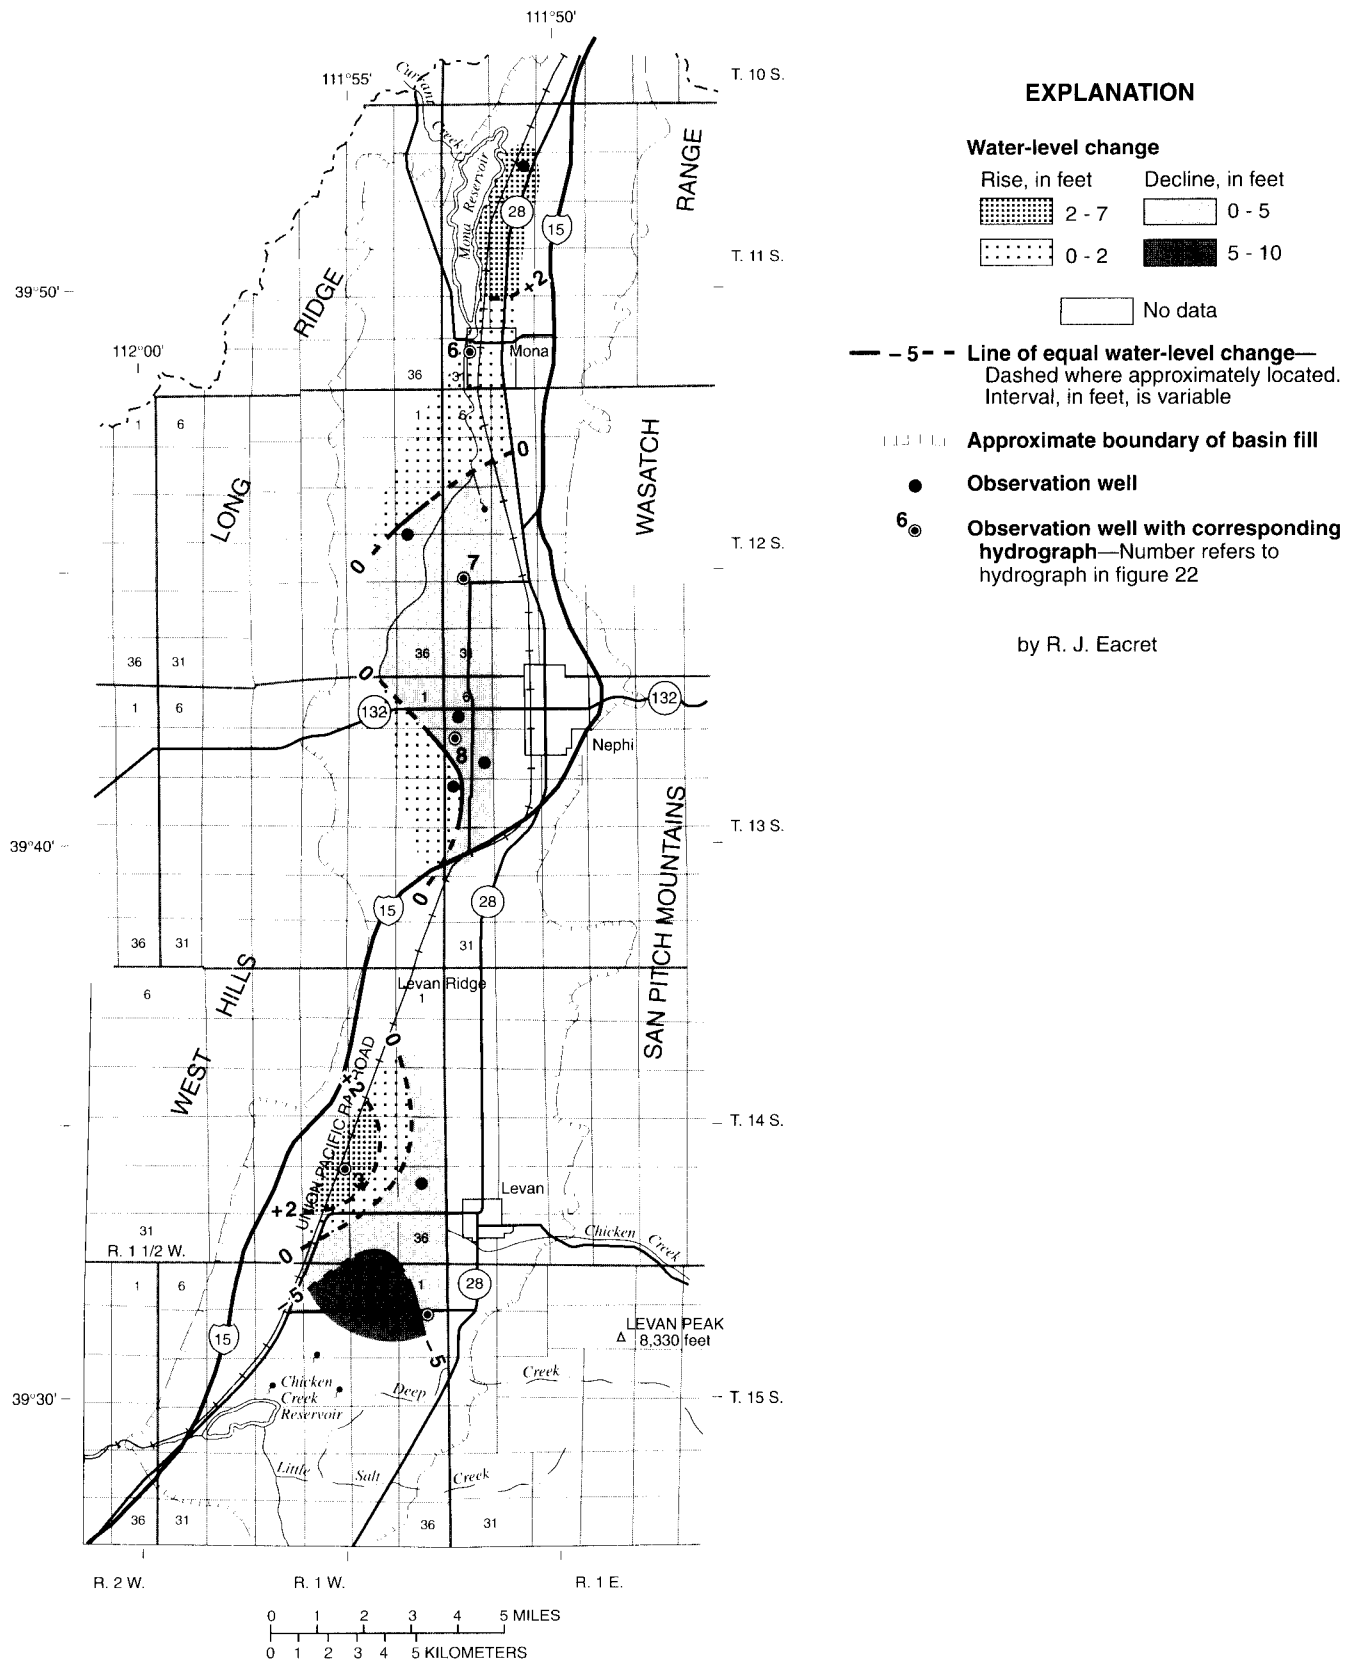 111°50'
111°55'
T. 10 S.
Currant
Creek
Mona Reservoir
RANGE
28
15
T. 11 S.
+2
39°50'
RIDGE
6
Mona
112°00'
36
1
6
1
6
0
LONG
WASATCH
T. 12 S.
0
7
36
31
36
31
0
1
6
1
6
132
132
8
Nephi
T. 13 S.
39°40'
0
15
28
36
31
31
SAN PITCH MOUNTAINS
6
HILLS
Levan Ridge
1
0
WEST
UNION PACIFIC RAILROAD
T. 14 S.
Levan
+2
31
R. 1 1/2 W.
36
Chicken
Creek
0
1
6
1
28
-5
15
LEVAN PEAK
8,330 feet
-5
Creek
39°30'
Chicken
Creek
Reservoir
Deep
T. 15 S.
Little
Salt
Creek
36
31
36
31
R. 2 W.
R. 1 W.
R. 1 E.
0 1 2 3 4 5 MILES
0 1 2 3 4 5 KILOMETERS
EXPLANATION
Water-level change
Rise, in feet
Decline, in feet
2 - 7
0 - 5
0 - 2
5 - 10
No data
– 5 - - - Line of equal water-level change—
Dashed where approximately located.
Interval, in feet, is variable
Approximate boundary of basin fill
Observation well
6
Observation well with corresponding
hydrograph—Number refers to
hydrograph in figure 22
by R. J. Eacret